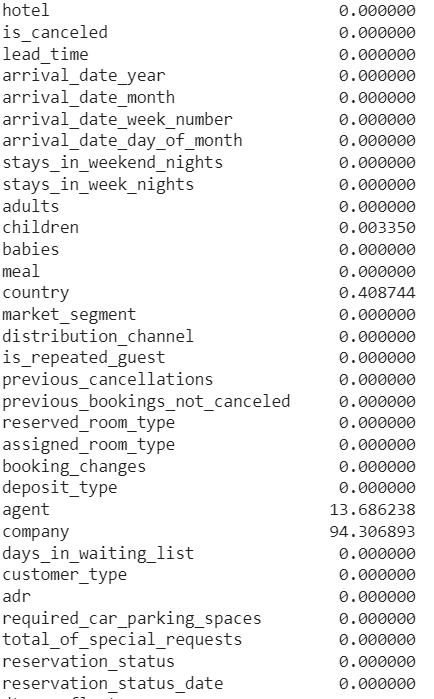 hotel 0.000000
is_canceled 0.000000
lead_time 0.000000
arrival_date_year 0.000000
arrival_date_month 0.000000
arrival_date_week_number 0.000000
arrival_date_day_of_month 0.000000
stays_in_weekend_nights 0.000000
stays_in_week_nights 0.000000
adults 0.000000
children 0.003350
babies 0.000000
meal 0.000000
country 0.408744
market_segment 0.000000
distribution_channel 0.000000
is_repeated_guest 0.000000
previous_cancellations 0.000000
previous_bookings_not_canceled 0.000000
reserved_room_type 0.000000
assigned_room_type 0.000000
booking_changes 0.000000
deposit_type 0.000000
agent 13.686238
company 94.306893
days_in_waiting_list 0.000000
customer_type 0.000000
adr 0.000000
required_car_parking_spaces 0.000000
total_of_special_requests 0.000000
reservation_status 0.000000
reservation_status_date 0.000000